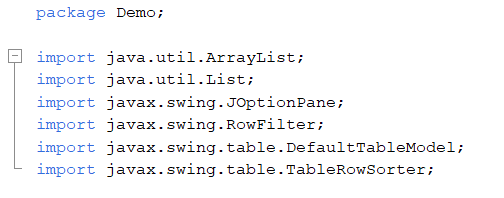 package Demo;
import java.util.ArrayList;
import java.util.List;
import javax.swing.JOptionPane;
import javax.swing.RowFilter;
import javax.swing.table.DefaultTableModel;
import javax.swing.table.TableRowSorter;